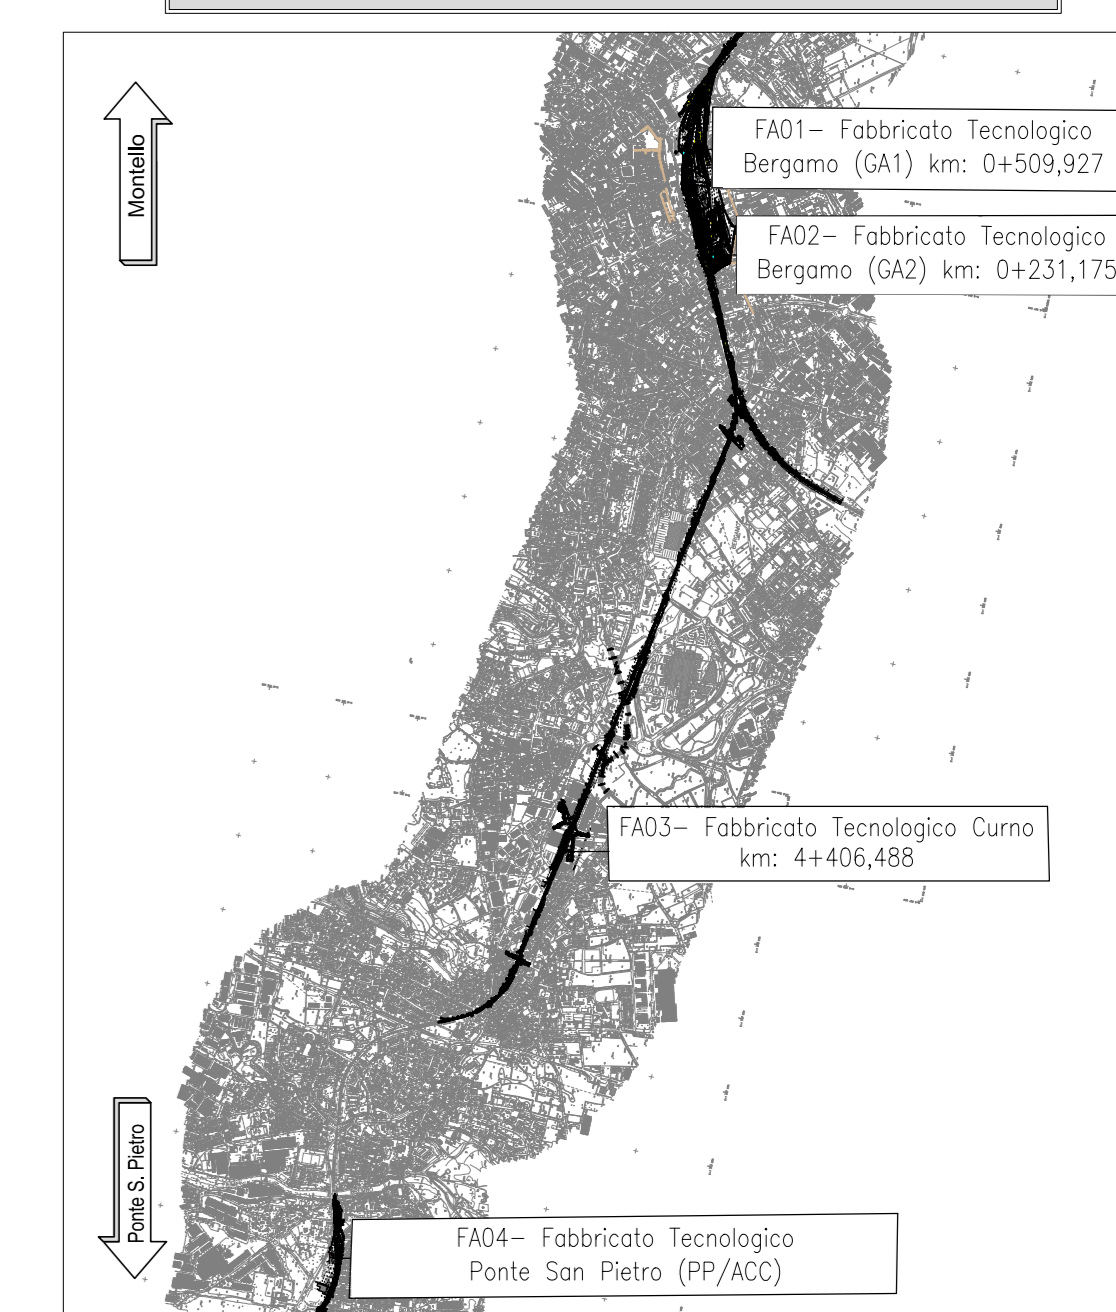 Montello
FA01- Fabbricato Tecnologico
Bergamo (GA1) km: 0+509,927
FA02- Fabbricato Tecnologico
Bergamo (GA2) km: 0+231,175
FA03- Fabbricato Tecnologico Curno
km: 4+406,488
Ponte S. Pietro
FA04- Fabbricato Tecnologico
Ponte San Pietro (PP/ACC)